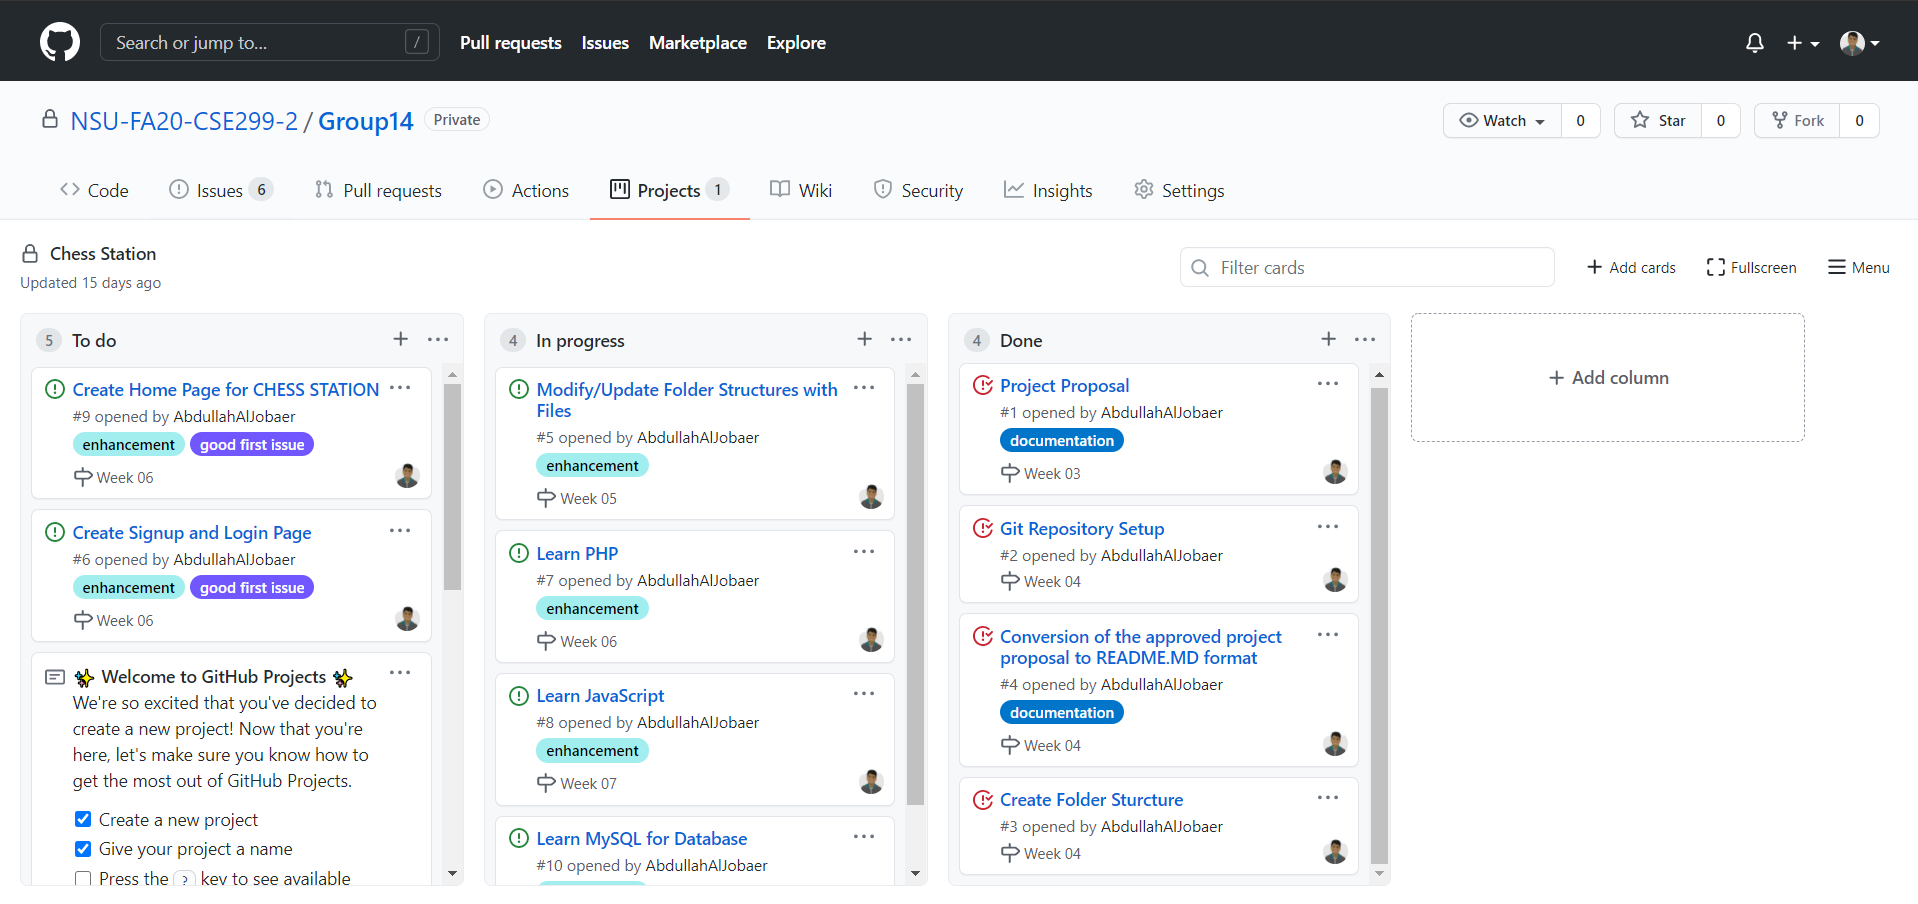 Search or jump to... /
Pull requests Issues Marketplace Explore
NSU-FA20-CSE299-2 / Group14 Private
Watch 0 Star 0 Fork 0
Code Issues 6 Pull requests Actions Projects 1 Wiki Security Insights Settings
Chess Station
Updated 15 days ago
Filter cards
Add cards Fullscreen Menu
5 To do
Create Home Page for CHESS STATION
#9 opened by AbdullahAlJobaer
enhancement good first issue
Week 06
Create Signup and Login Page
#6 opened by AbdullahAlJobaer
enhancement good first issue
Week 06
✨ Welcome to GitHub Projects ✨
We're so excited that you've decided to
create a new project! Now that you're
here, let's make sure you know how to
get the most out of GitHub Projects.
Create a new project
Give your project a name
Press the ? key to see available
4 In progress
Modify/Update Folder Structures with
Files
#5 opened by AbdullahAlJobaer
enhancement
Week 05
Learn PHP
#7 opened by AbdullahAlJobaer
enhancement
Week 06
Learn JavaScript
#8 opened by AbdullahAlJobaer
enhancement
Week 07
Learn MySQL for Database
#10 opened by AbdullahAlJobaer
4 Done
Project Proposal
#1 opened by AbdullahAlJobaer
documentation
Week 03
Git Repository Setup
#2 opened by AbdullahAlJobaer
Week 04
Conversion of the approved project
proposal to README.MD format
#4 opened by AbdullahAlJobaer
documentation
Week 04
Create Folder Sturcture
#3 opened by AbdullahAlJobaer
Week 04
Add column